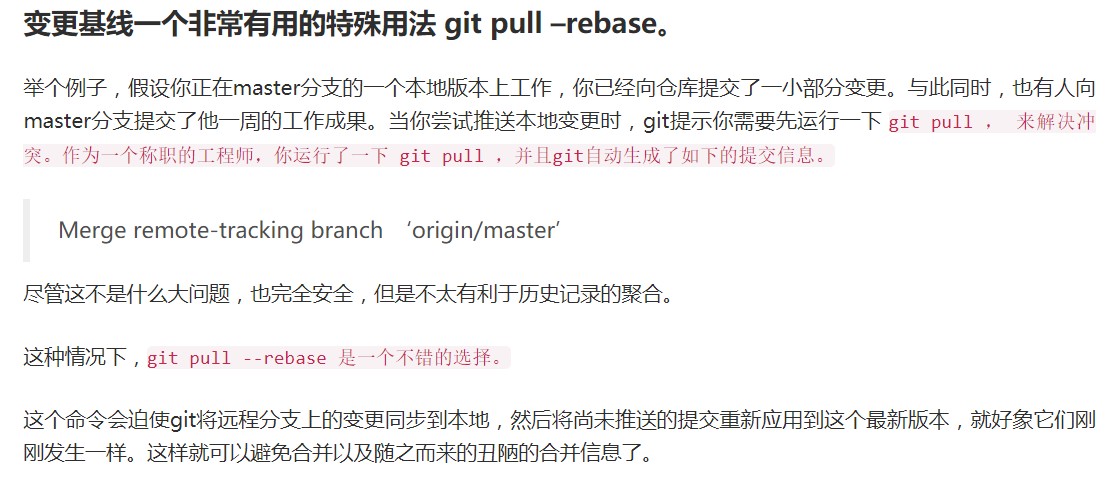 变更基线一个非常有用的特殊用法 git pull –rebase。
举个例子，假设你正在master分支的一个本地版本上工作，你已经向仓库提交了一小部分变更。与此同时，也有人向
master分支提交了他一周的工作成果。当你尝试推送本地变更时，git提示你需要先运行一下 git pull ， 来解决冲
突。作为一个称职的工程师，你运行了一下 git pull ，并且git自动生成了如下的提交信息。
Merge remote-tracking branch ‘origin/master’
尽管这不是什么大问题，也完全安全，但是不太有利于历史记录的聚合。
这种情况下，git pull --rebase 是一个不错的选择。
这个命令会迫使git将远程分支上的变更同步到本地，然后将尚未推送的提交重新应用到这个最新版本，就好象它们刚
刚发生一样。这样就可以避免合并以及随之而来的丑陋的合并信息了。